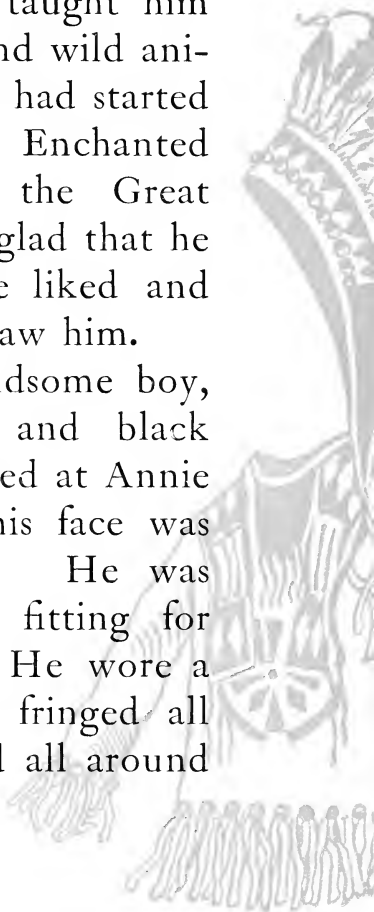 taught him
nd wild ani-
had started
Enchanted
the Great
glad that he
e liked and
aw him.
dsome boy,
and black
ed at Annie
his face was
He was
fitting for
He wore a
fringed all
d all around